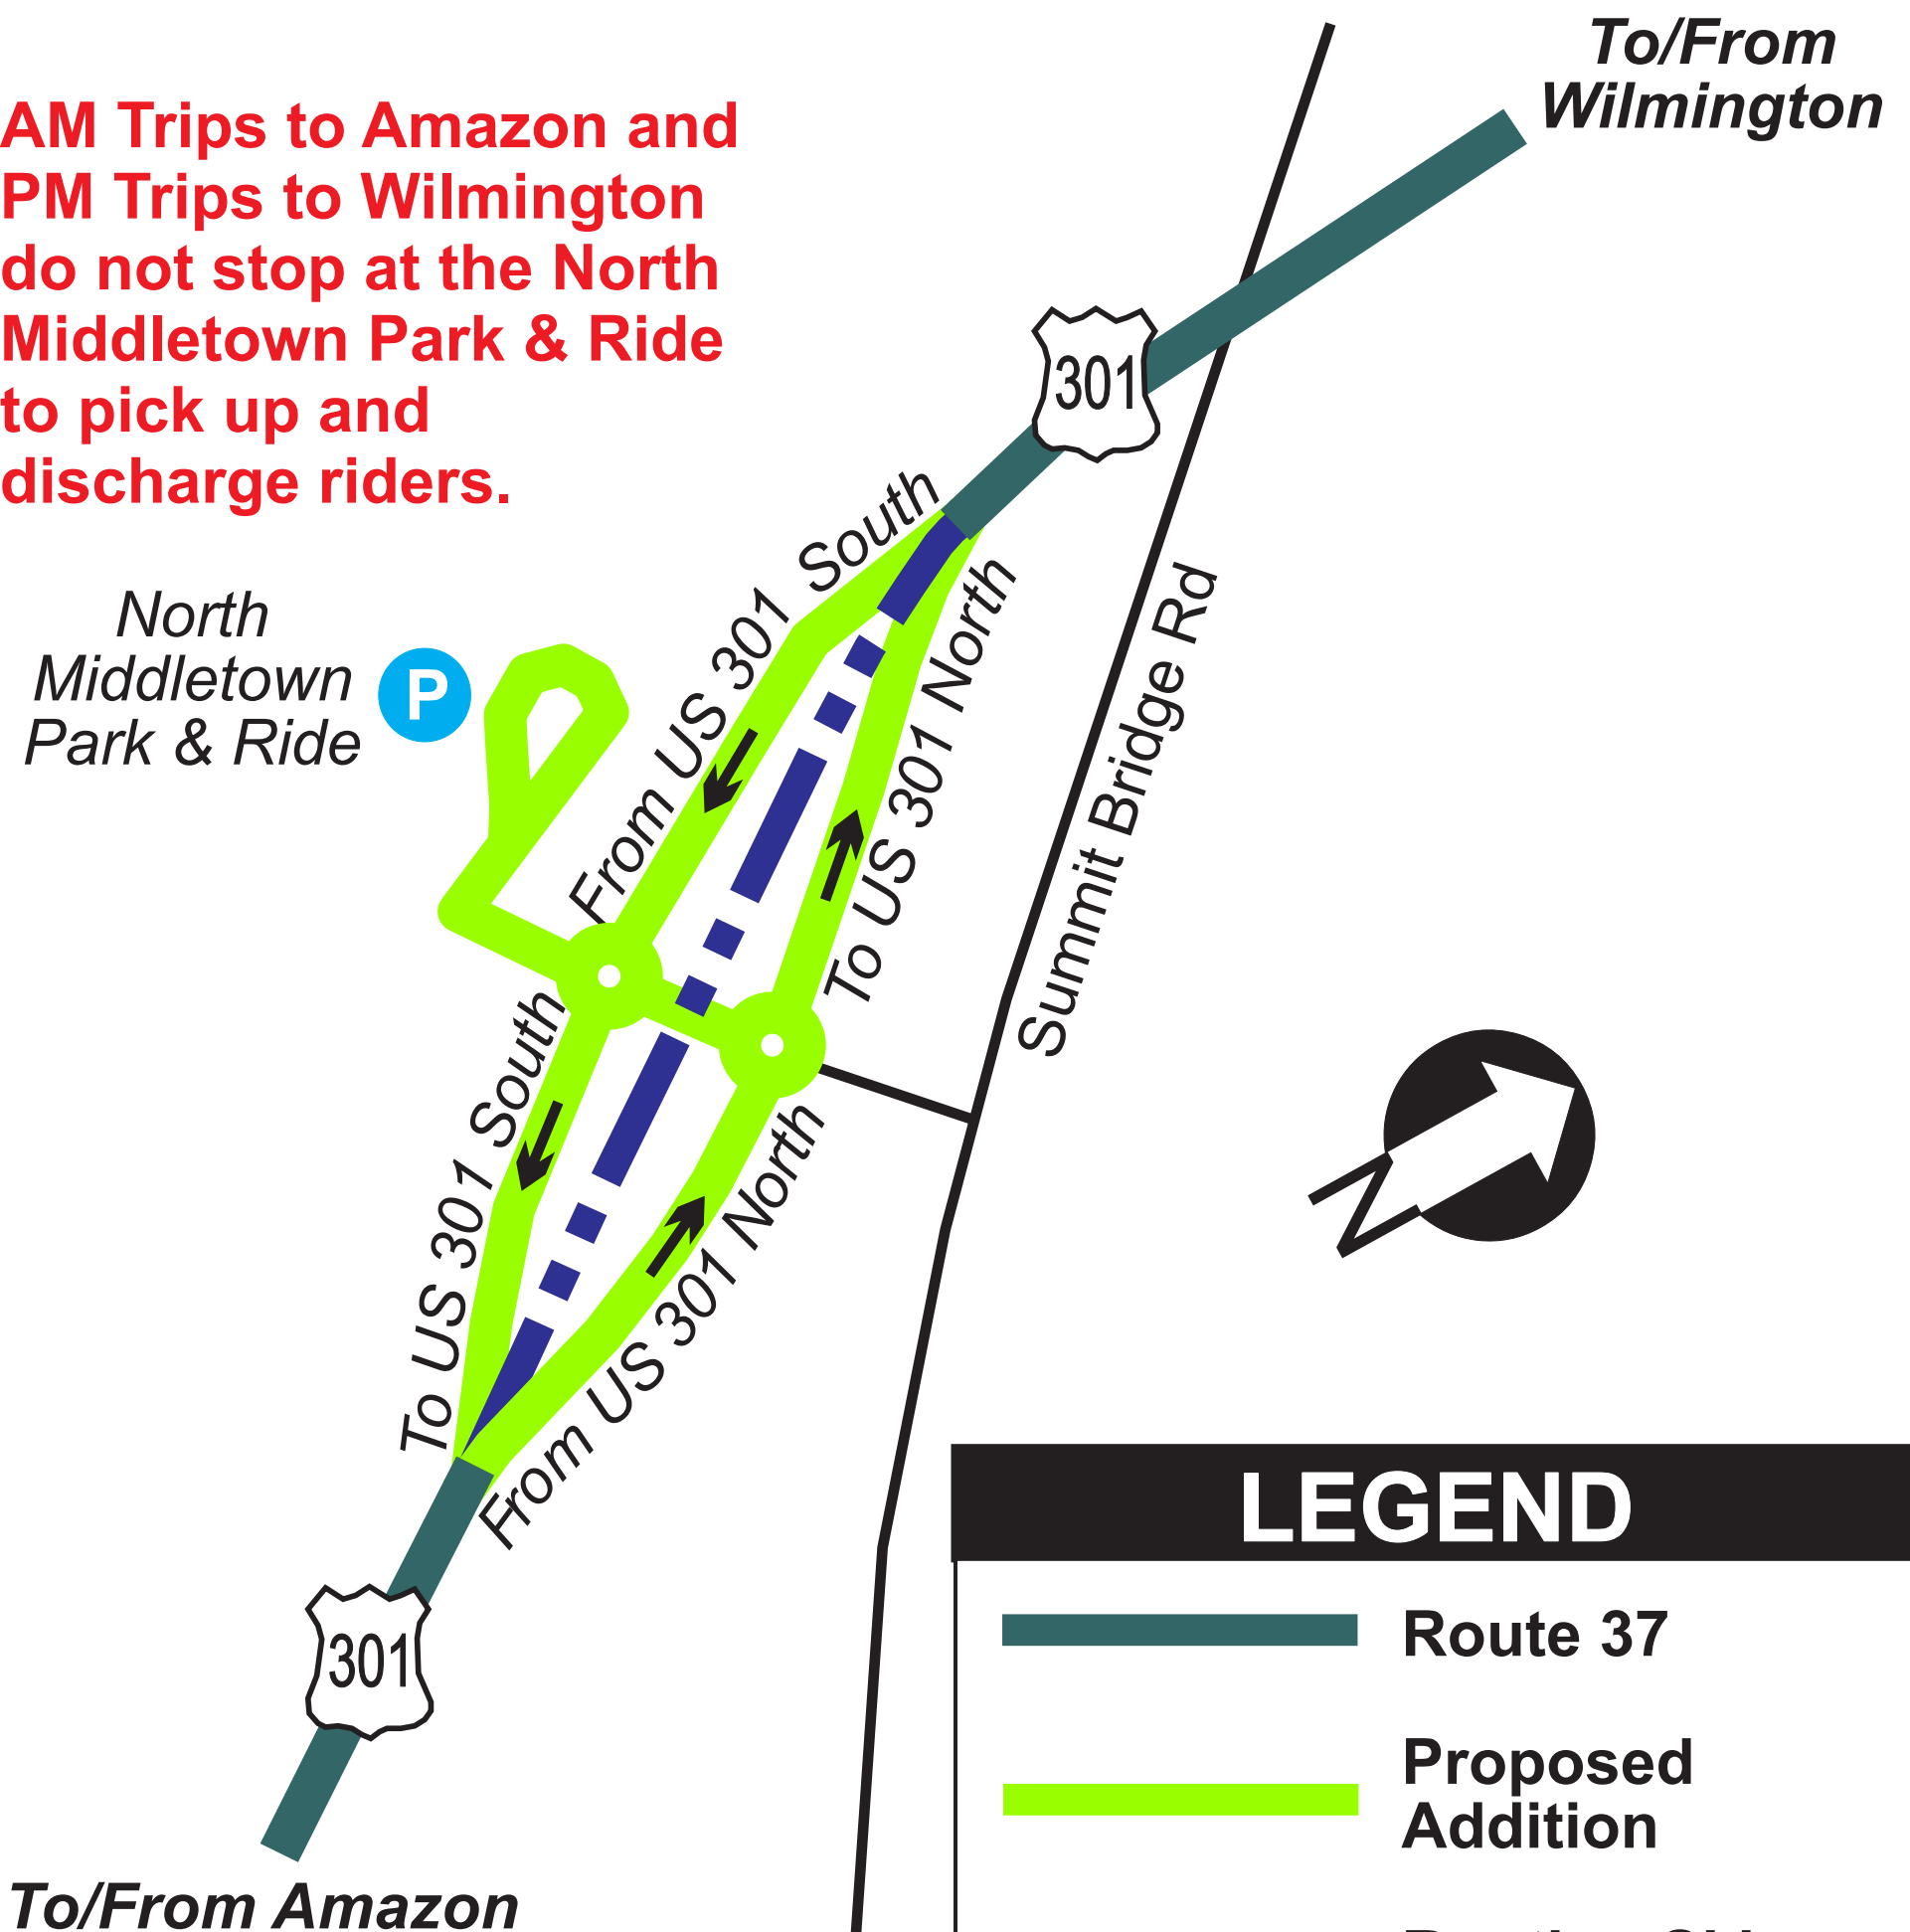 To/From
Wilmington
AM Trips to Amazon and
PM Trips to Wilmington
do not stop at the North
Middletown Park & Ride
to pick up and
discharge riders.
301
From US 301 South
North
Middletown
Park & Ride
P
To US 301 North
Summit Bridge Rd
To US 301 South
From US 301 North
N
301
To/From Amazon
LEGEND
Route 37
Proposed
Addition